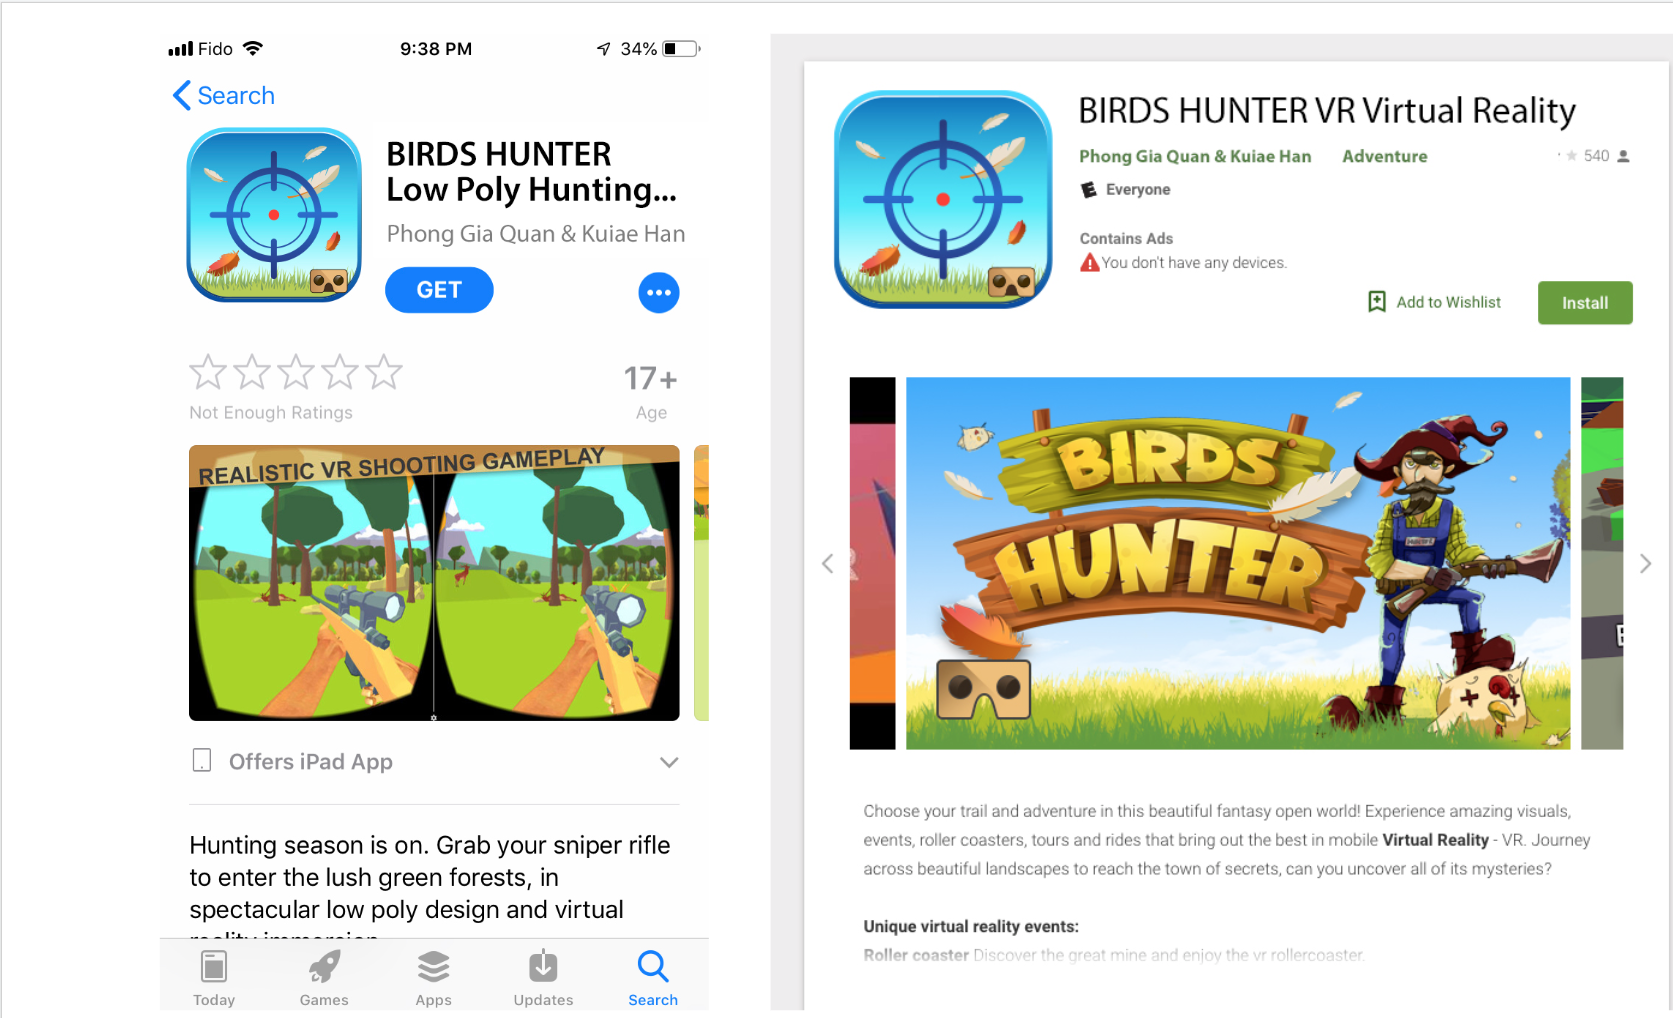 Fido
9:38 PM
34%
Search
BIRDS HUNTER
Low Poly Hunting...
Phong Gia Quan & Kuiae Han
GET
Not Enough Ratings
17+
Age
REALISTIC VR SHOOTING GAMEPLAY
Offers iPad App
Hunting season is on. Grab your sniper rifle
to enter the lush green forests, in
spectacular low poly design and virtual
reality immersion
Today
Games
Apps
Updates
Search
BIRDS HUNTER VR Virtual Reality
Phong Gia Quan & Kuiae Han Adventure
540
E Everyone
Contains Ads
You don't have any devices.
Add to Wishlist
Install
BIRDS
HUNTER
Choose your trail and adventure in this beautiful fantasy open world! Experience amazing visuals,
events, roller coasters, tours and rides that bring out the best in mobile Virtual Reality - VR. Journey
across beautiful landscapes to reach the town of secrets, can you uncover all of its mysteries?
Unique virtual reality events:
Roller coaster Discover the great mine and enjoy the vr rollercoaster.